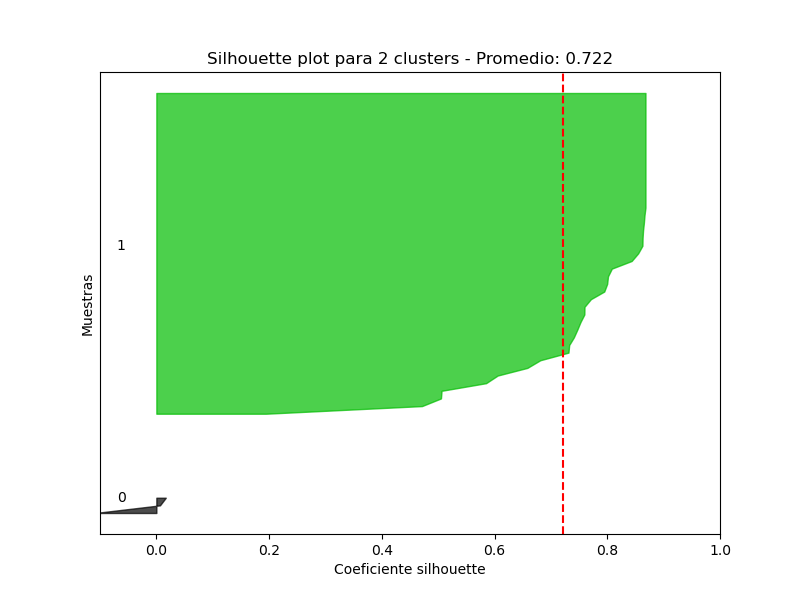 Silhouette plot para 2 clusters - Promedio: 0.722
Muestras
1
0
0.0 0.2 0.4 0.6 0.8 1.0
Coeficiente silhouette